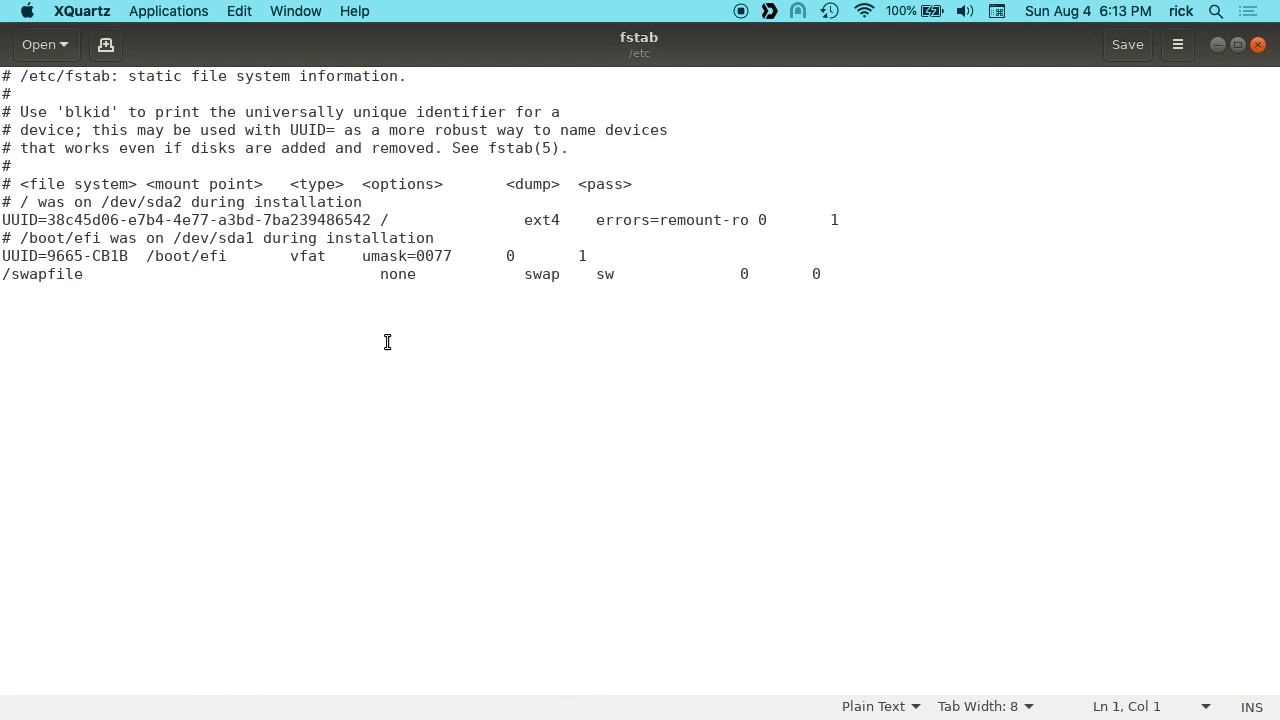 XQuartz Applications Edit Window Help 100% Sun Aug 4 6:13 PM rick
Open fstab Save
/etc
# /etc/fstab: static file system information.
#
# Use 'blkid' to print the universally unique identifier for a
# device; this may be used with UUID= as a more robust way to name devices
# that works even if disks are added and removed. See fstab(5).
#
# <file system> <mount point>   <type>  <options>       <dump>  <pass>
# / was on /dev/sda2 during installation
UUID=38c45d06-e7b4-4e77-a3bd-7ba239486542 /               ext4    errors=remount-ro 0       1
# /boot/efi was on /dev/sda1 during installation
UUID=9665-CB1B  /boot/efi       vfat    umask=0077      0       1
/swapfile                                 none            swap    sw              0       0
Plain Text Tab Width: 8 Ln 1, Col 1 INS